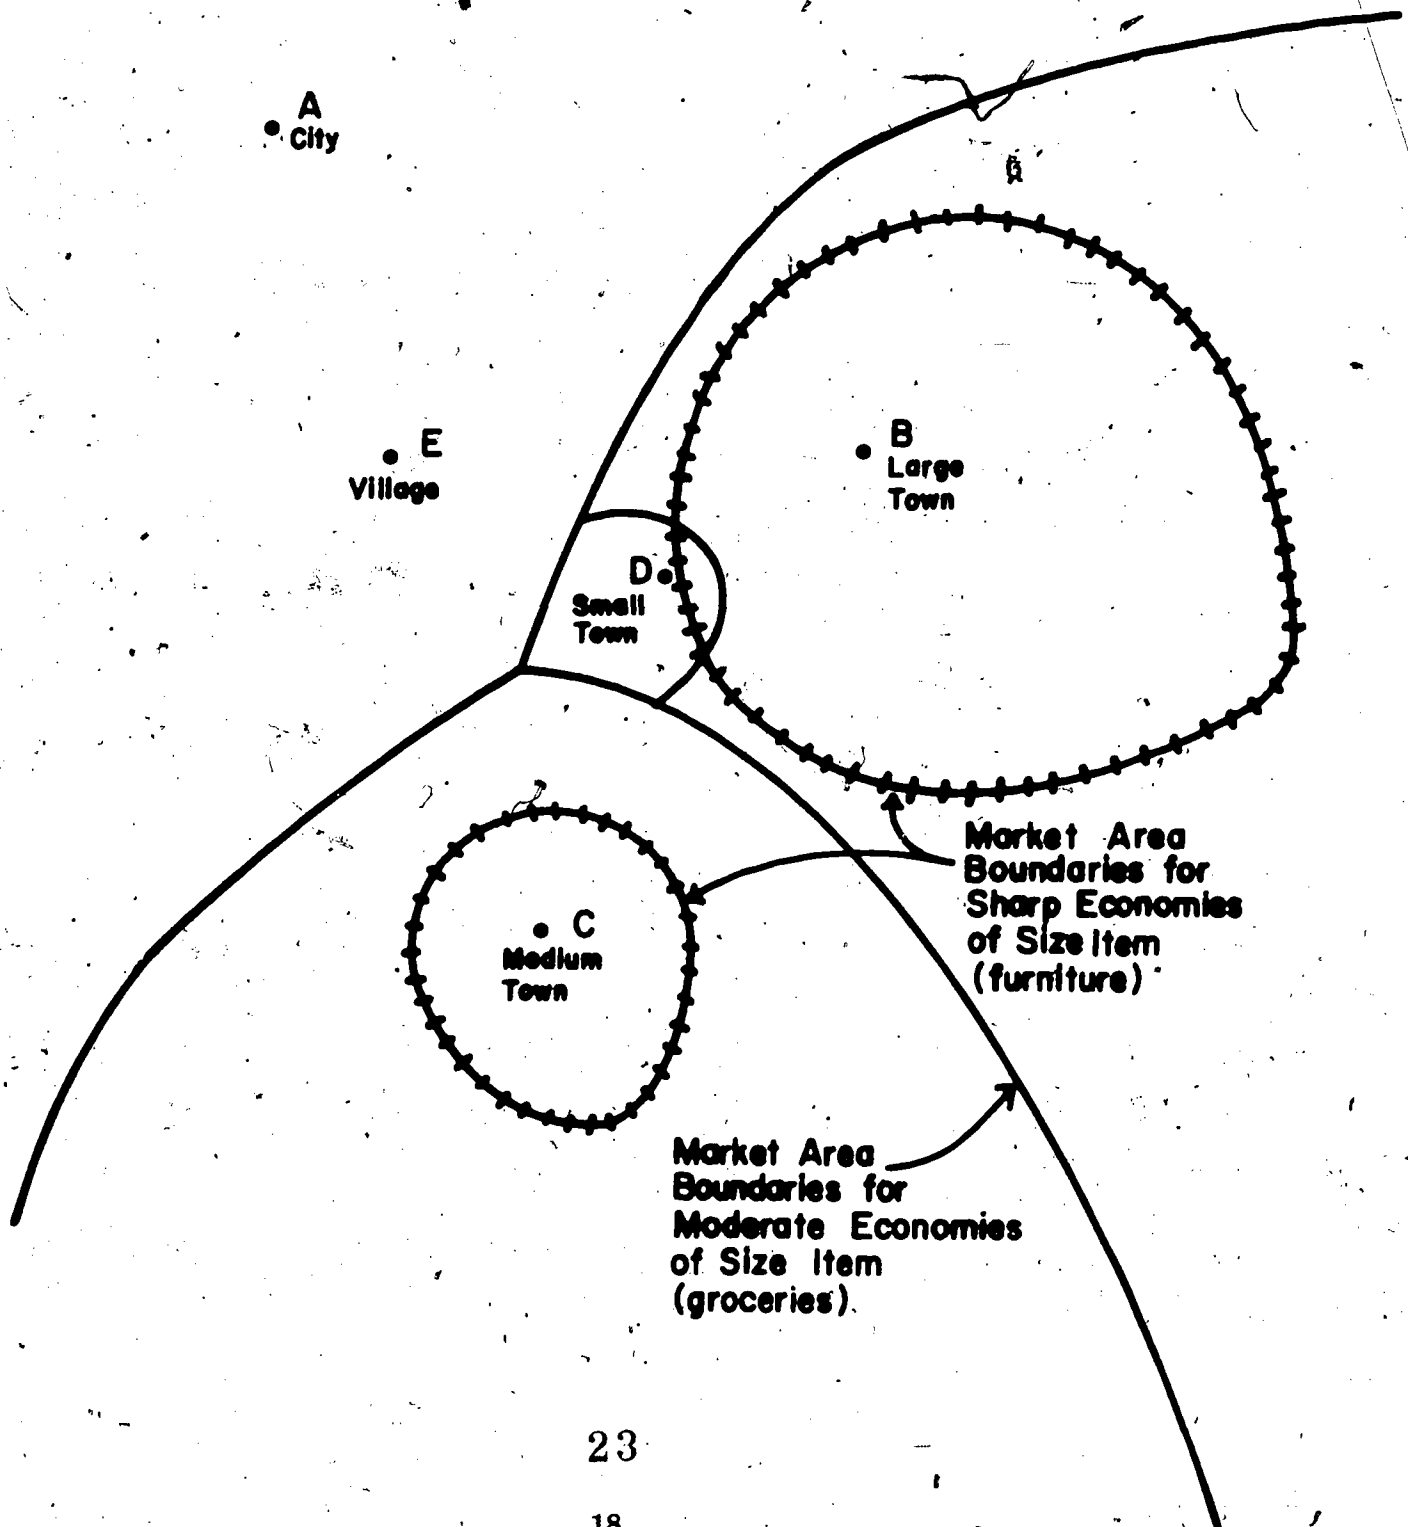 A
City
E
Village
B
Large
Town
D
Small
Town
C
Medium
Town
Market Area
Boundaries for
Sharp Economies
of Size Item
(furniture)
Market Area
Boundaries for
Moderate Economies
of Size Item
(groceries)
23
18